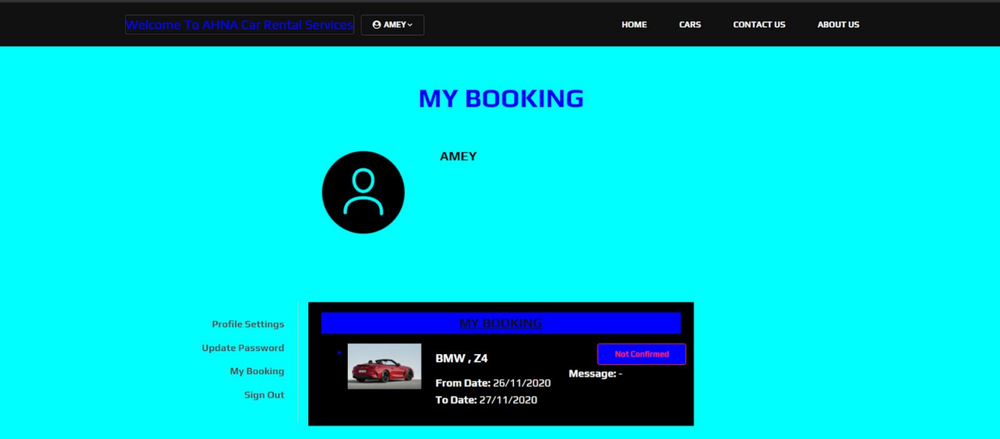 Welcome To AHNA Car Rental Services
AMEY
HOME
CARS
CONTACT US
ABOUT US
MY BOOKING
AMEY
Profile Settings
Update Password
My Booking
Sign Out
MY BOOKING
BMW , Z4
From Date: 26/11/2020
To Date: 27/11/2020
Not Confirmed
Message: -